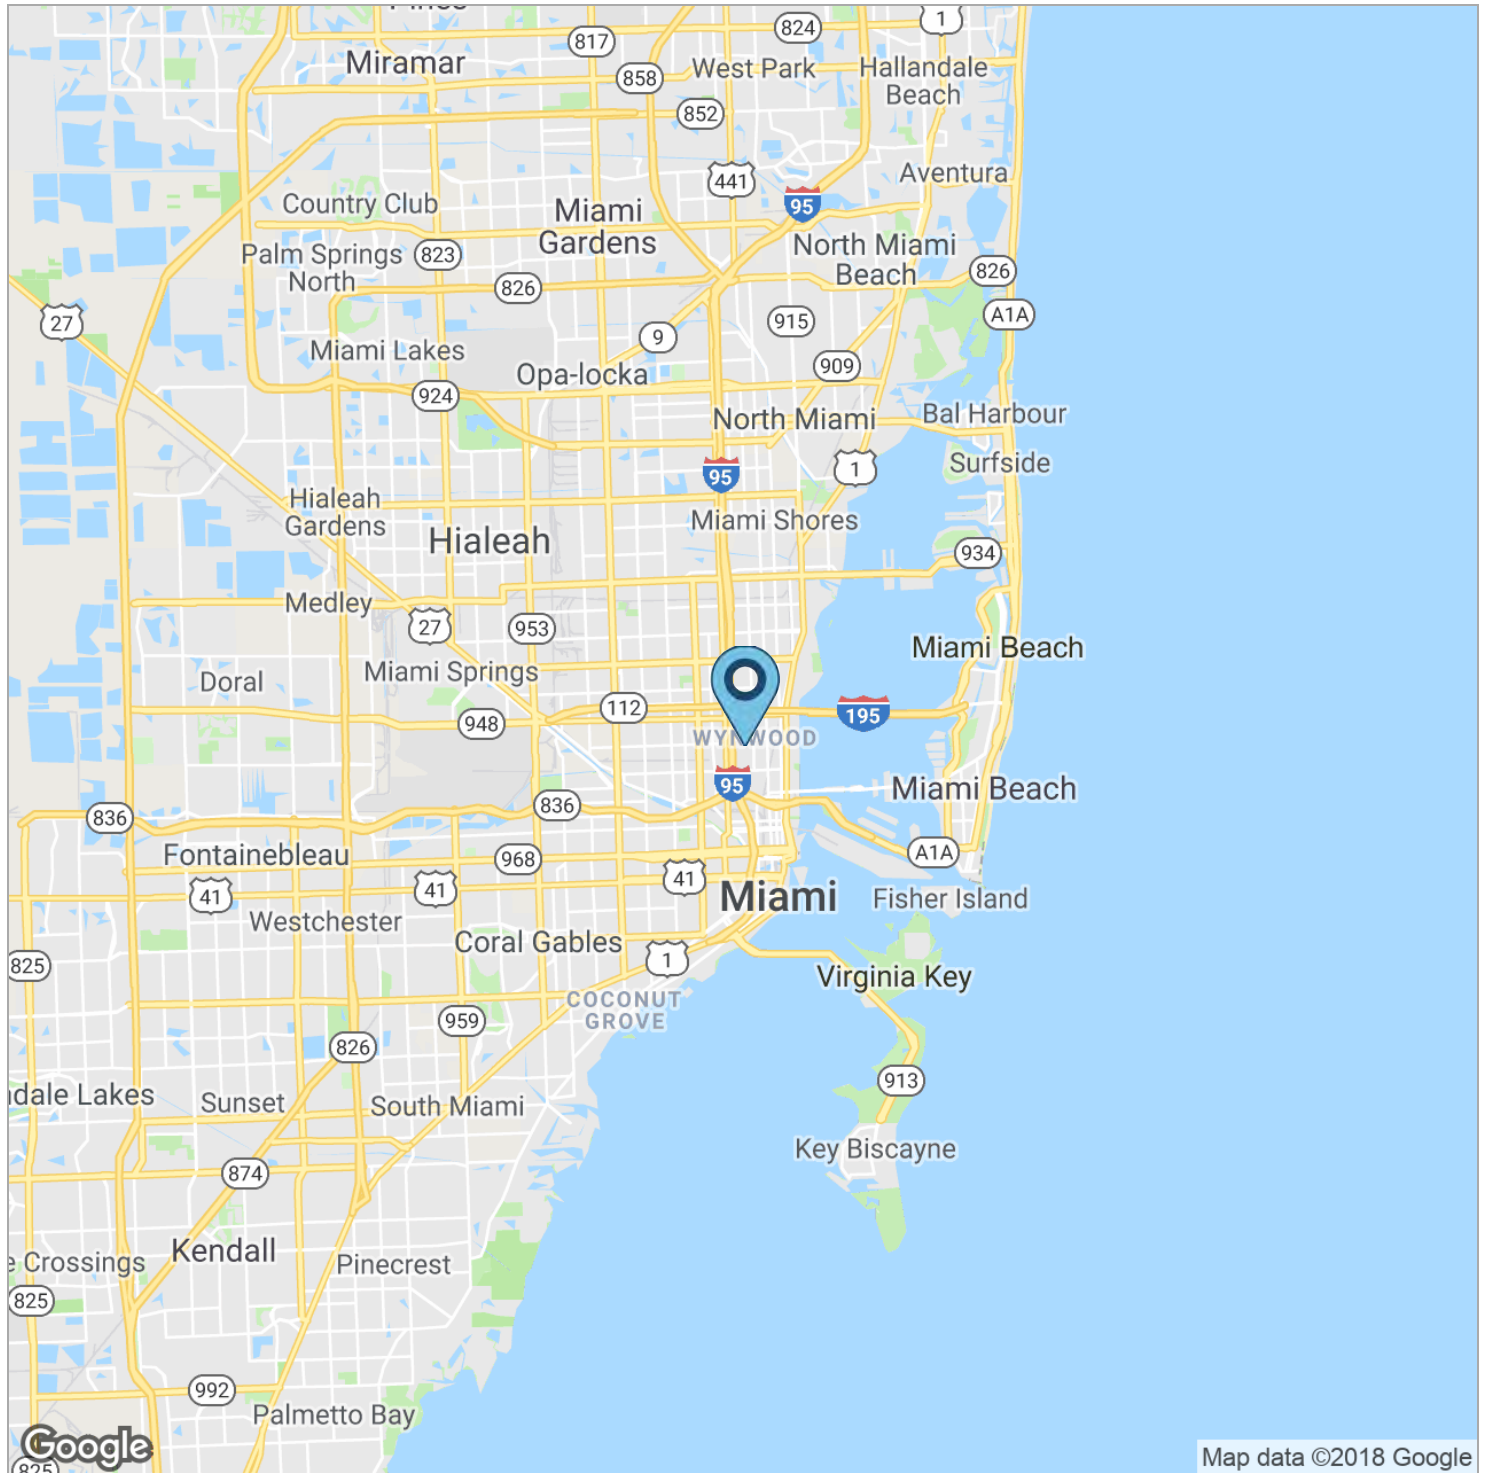 Pines
1
824
817
Miramar
858
West Park
Hallandale
Beach
852
441
Aventura
95
Country Club
Miami
Gardens
North Miami
Beach
Palm Springs
North
823
826
826
A1A
27
915
9
Miami Lakes
909
Opa-locka
924
North Miami
Bal Harbour
1
Surfside
95
Hialeah
Gardens
Miami Shores
Hialeah
934
Medley
27
953
Miami Beach
Miami Springs
Doral
112
195
948
WYNWOOD
95
Miami Beach
836
836
A1A
Fontainebleau
968
41
41
41
Miami
Fisher Island
Westchester
Coral Gables
1
825
Virginia Key
COCONUT
GROVE
959
826
913
ndale Lakes
Sunset
South Miami
Key Biscayne
874
Kendall
e Crossings
Pinecrest
825
992
Palmetto Bay
Google
825
Map data ©2018 Google